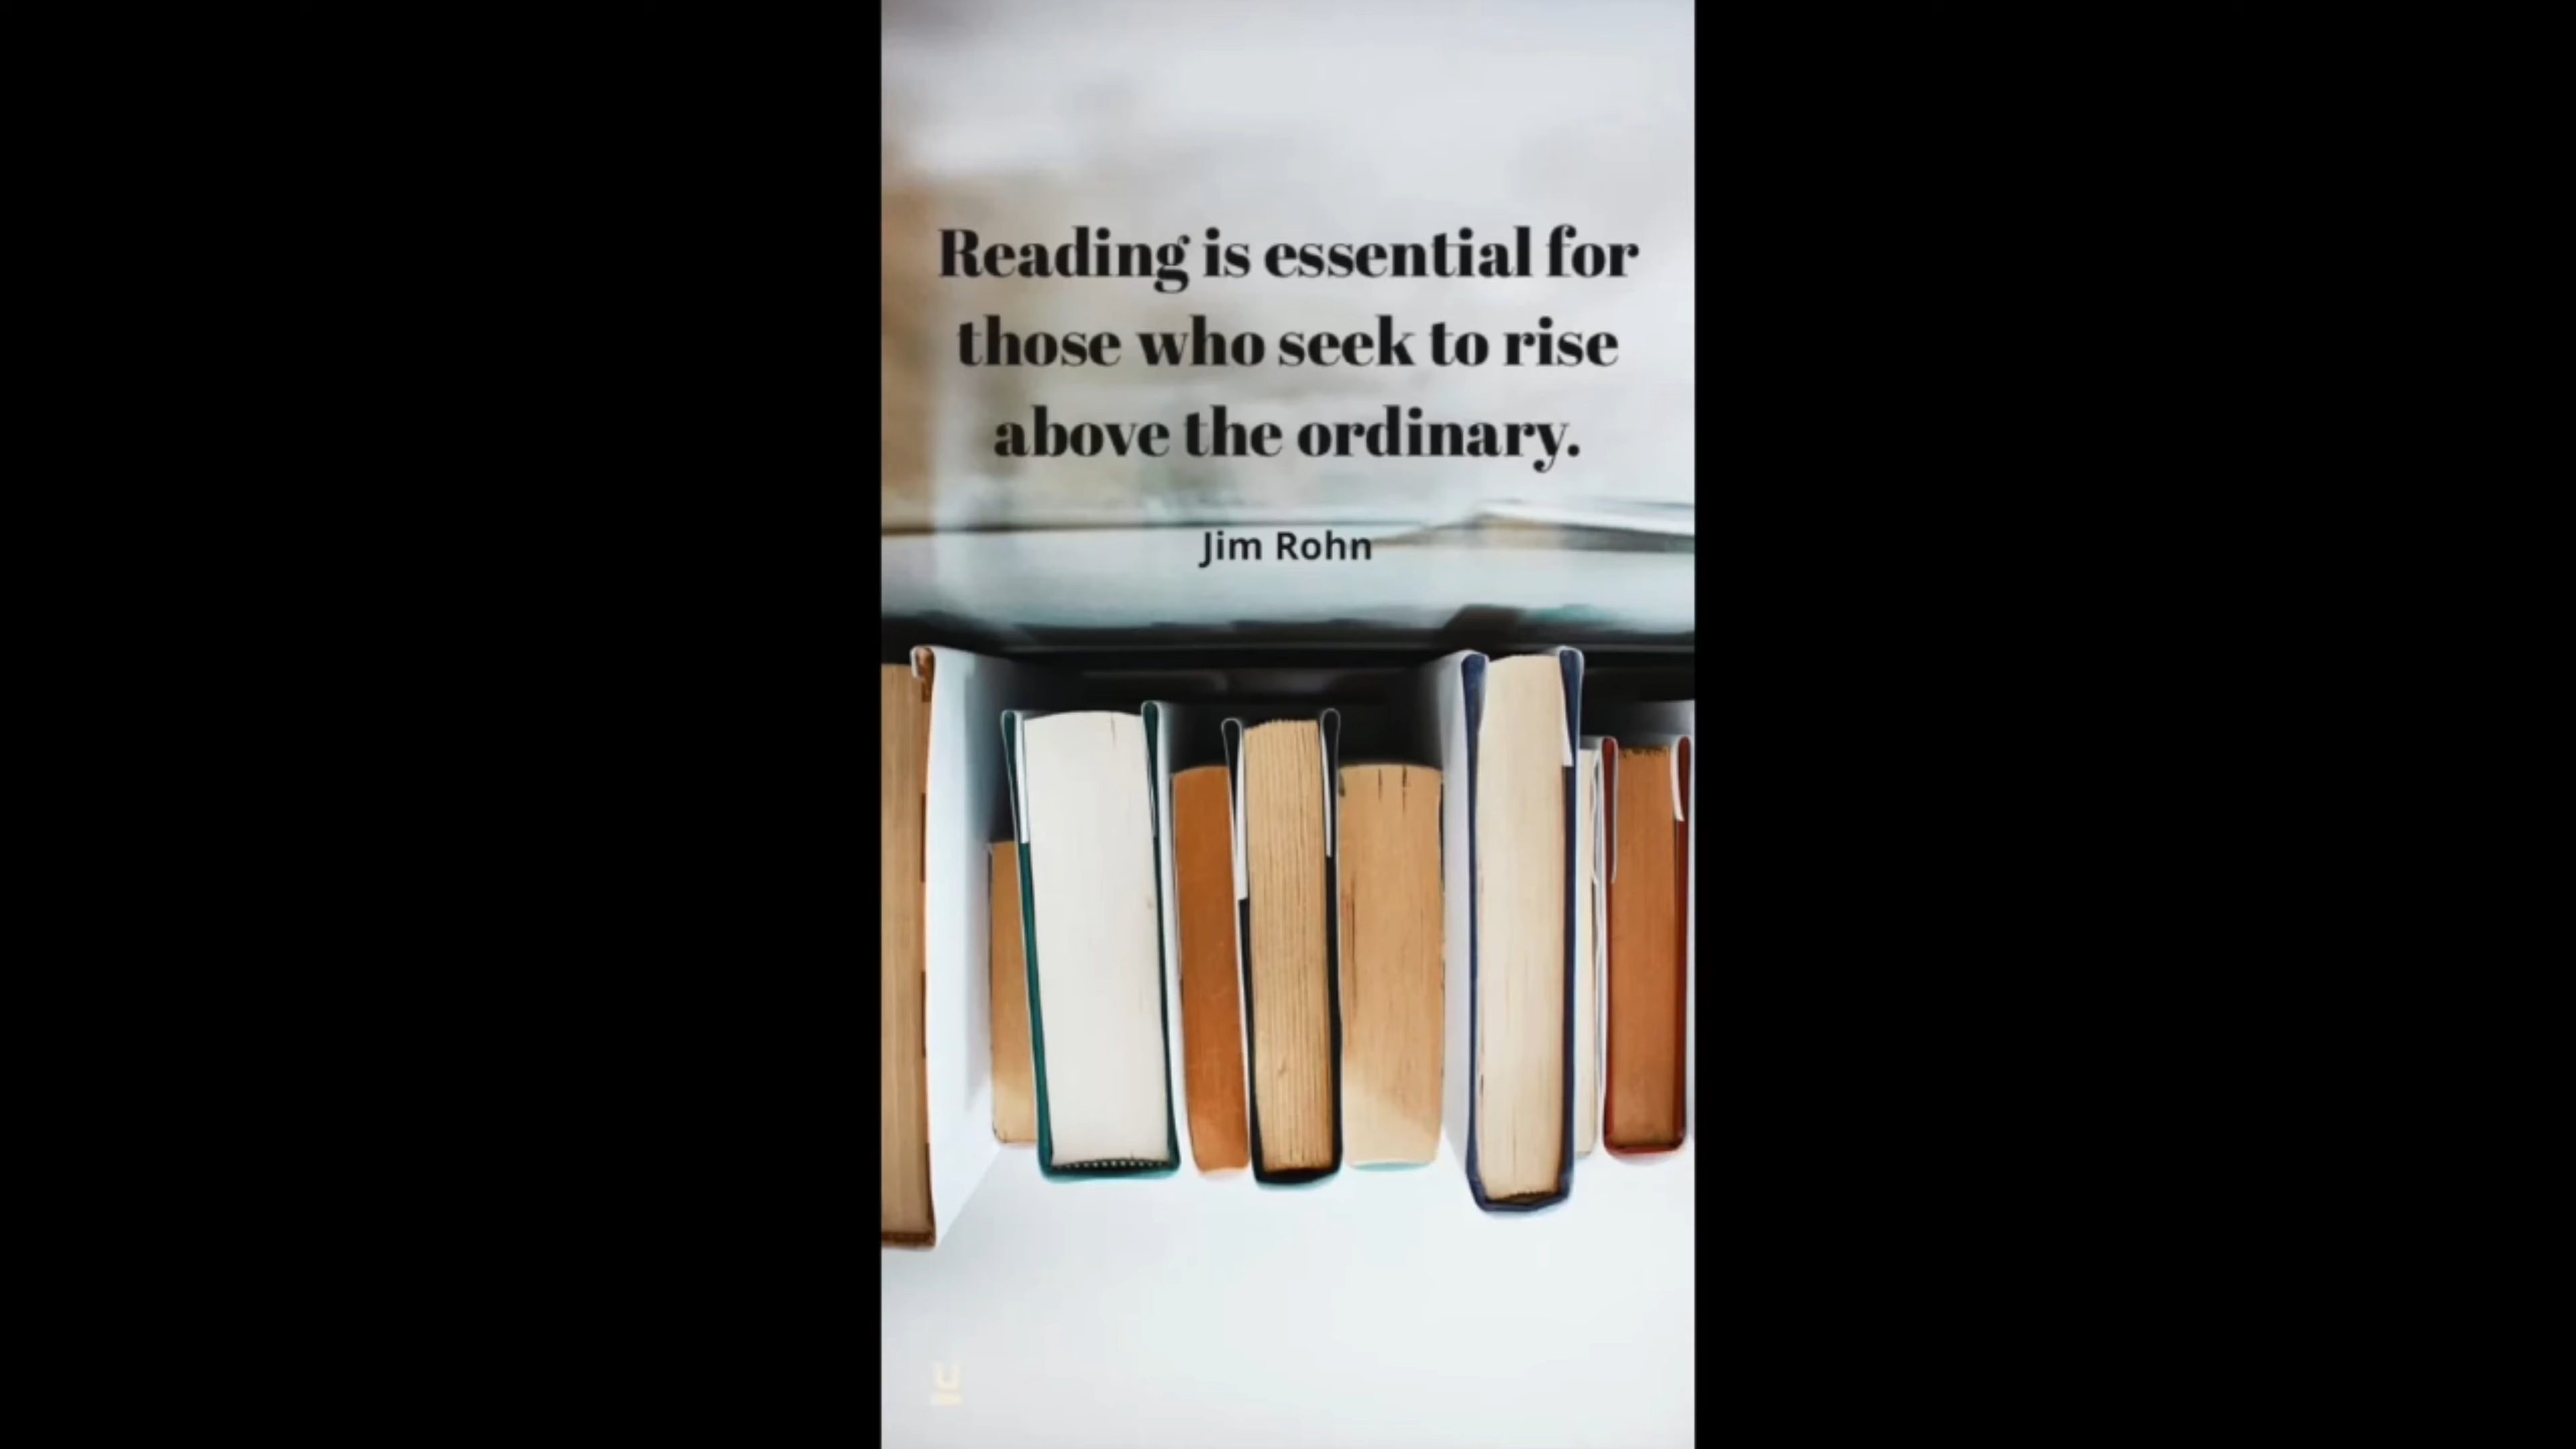 Reading is essential for
those who seek to rise
above the ordinary.
Jim Rohn